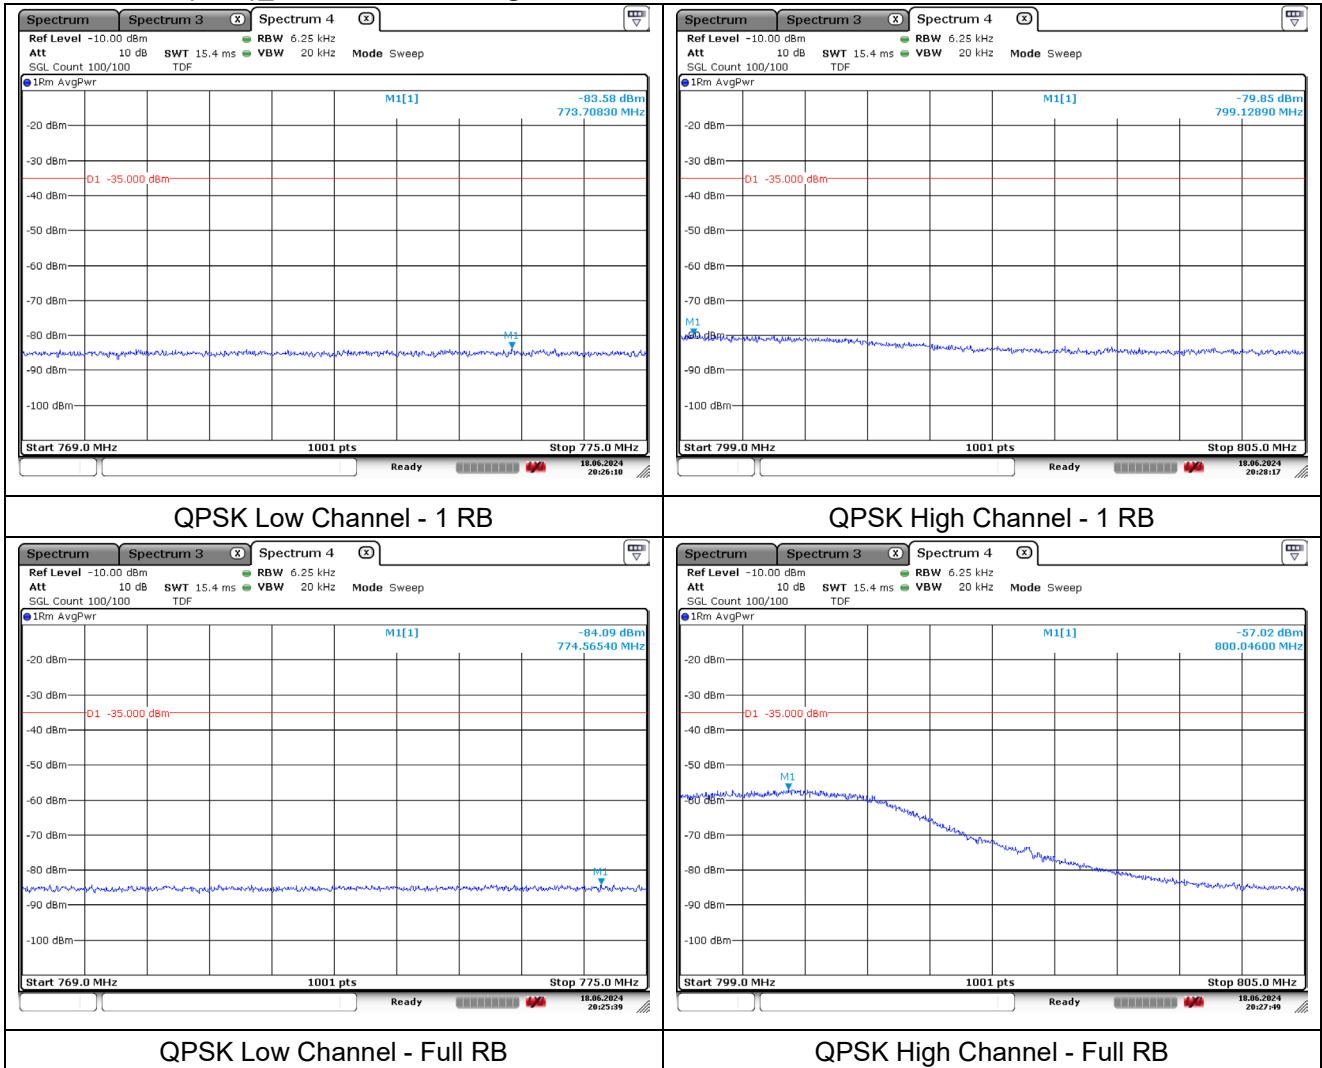 Spectrum Spectrum 3 X Spectrum 4 X
Ref Level -10.00 dBm RBW 6.25 kHz
Att 10 dB SWT 15.4 ms VBW 20 kHz Mode Sweep
SGL Count 100/100 TDF
1Rm AvgPwr
M1[1] -83.58 dBm
773.70830 MHz
-20 dBm
-30 dBm
D1 -35.000 dBm
-40 dBm
-50 dBm
-60 dBm
-70 dBm
-80 dBm
M1
-90 dBm
-100 dBm
Start 769.0 MHz 1001 pts Stop 775.0 MHz
Ready 18.06.2024
20:26:10
QPSK Low Channel - 1 RB
Spectrum Spectrum 3 X Spectrum 4 X
Ref Level -10.00 dBm RBW 6.25 kHz
Att 10 dB SWT 15.4 ms VBW 20 kHz Mode Sweep
SGL Count 100/100 TDF
1Rm AvgPwr
M1[1] -79.85 dBm
799.12890 MHz
-20 dBm
-30 dBm
D1 -35.000 dBm
-40 dBm
-50 dBm
-60 dBm
-70 dBm
M1
-80 dBm
-90 dBm
-100 dBm
Start 799.0 MHz 1001 pts Stop 805.0 MHz
Ready 18.06.2024
20:28:17
QPSK High Channel - 1 RB
Spectrum Spectrum 3 X Spectrum 4 X
Ref Level -10.00 dBm RBW 6.25 kHz
Att 10 dB SWT 15.4 ms VBW 20 kHz Mode Sweep
SGL Count 100/100 TDF
1Rm AvgPwr
M1[1] -84.09 dBm
774.56540 MHz
-20 dBm
-30 dBm
D1 -35.000 dBm
-40 dBm
-50 dBm
-60 dBm
-70 dBm
-80 dBm
M1
-90 dBm
-100 dBm
Start 769.0 MHz 1001 pts Stop 775.0 MHz
Ready 18.06.2024
20:25:39
QPSK Low Channel - Full RB
Spectrum Spectrum 3 X Spectrum 4 X
Ref Level -10.00 dBm RBW 6.25 kHz
Att 10 dB SWT 15.4 ms VBW 20 kHz Mode Sweep
SGL Count 100/100 TDF
1Rm AvgPwr
M1[1] -57.02 dBm
800.04600 MHz
-20 dBm
-30 dBm
D1 -35.000 dBm
-40 dBm
-50 dBm
M1
-60 dBm
-70 dBm
-80 dBm
-90 dBm
-100 dBm
Start 799.0 MHz 1001 pts Stop 805.0 MHz
Ready 18.06.2024
20:27:49
QPSK High Channel - Full RB